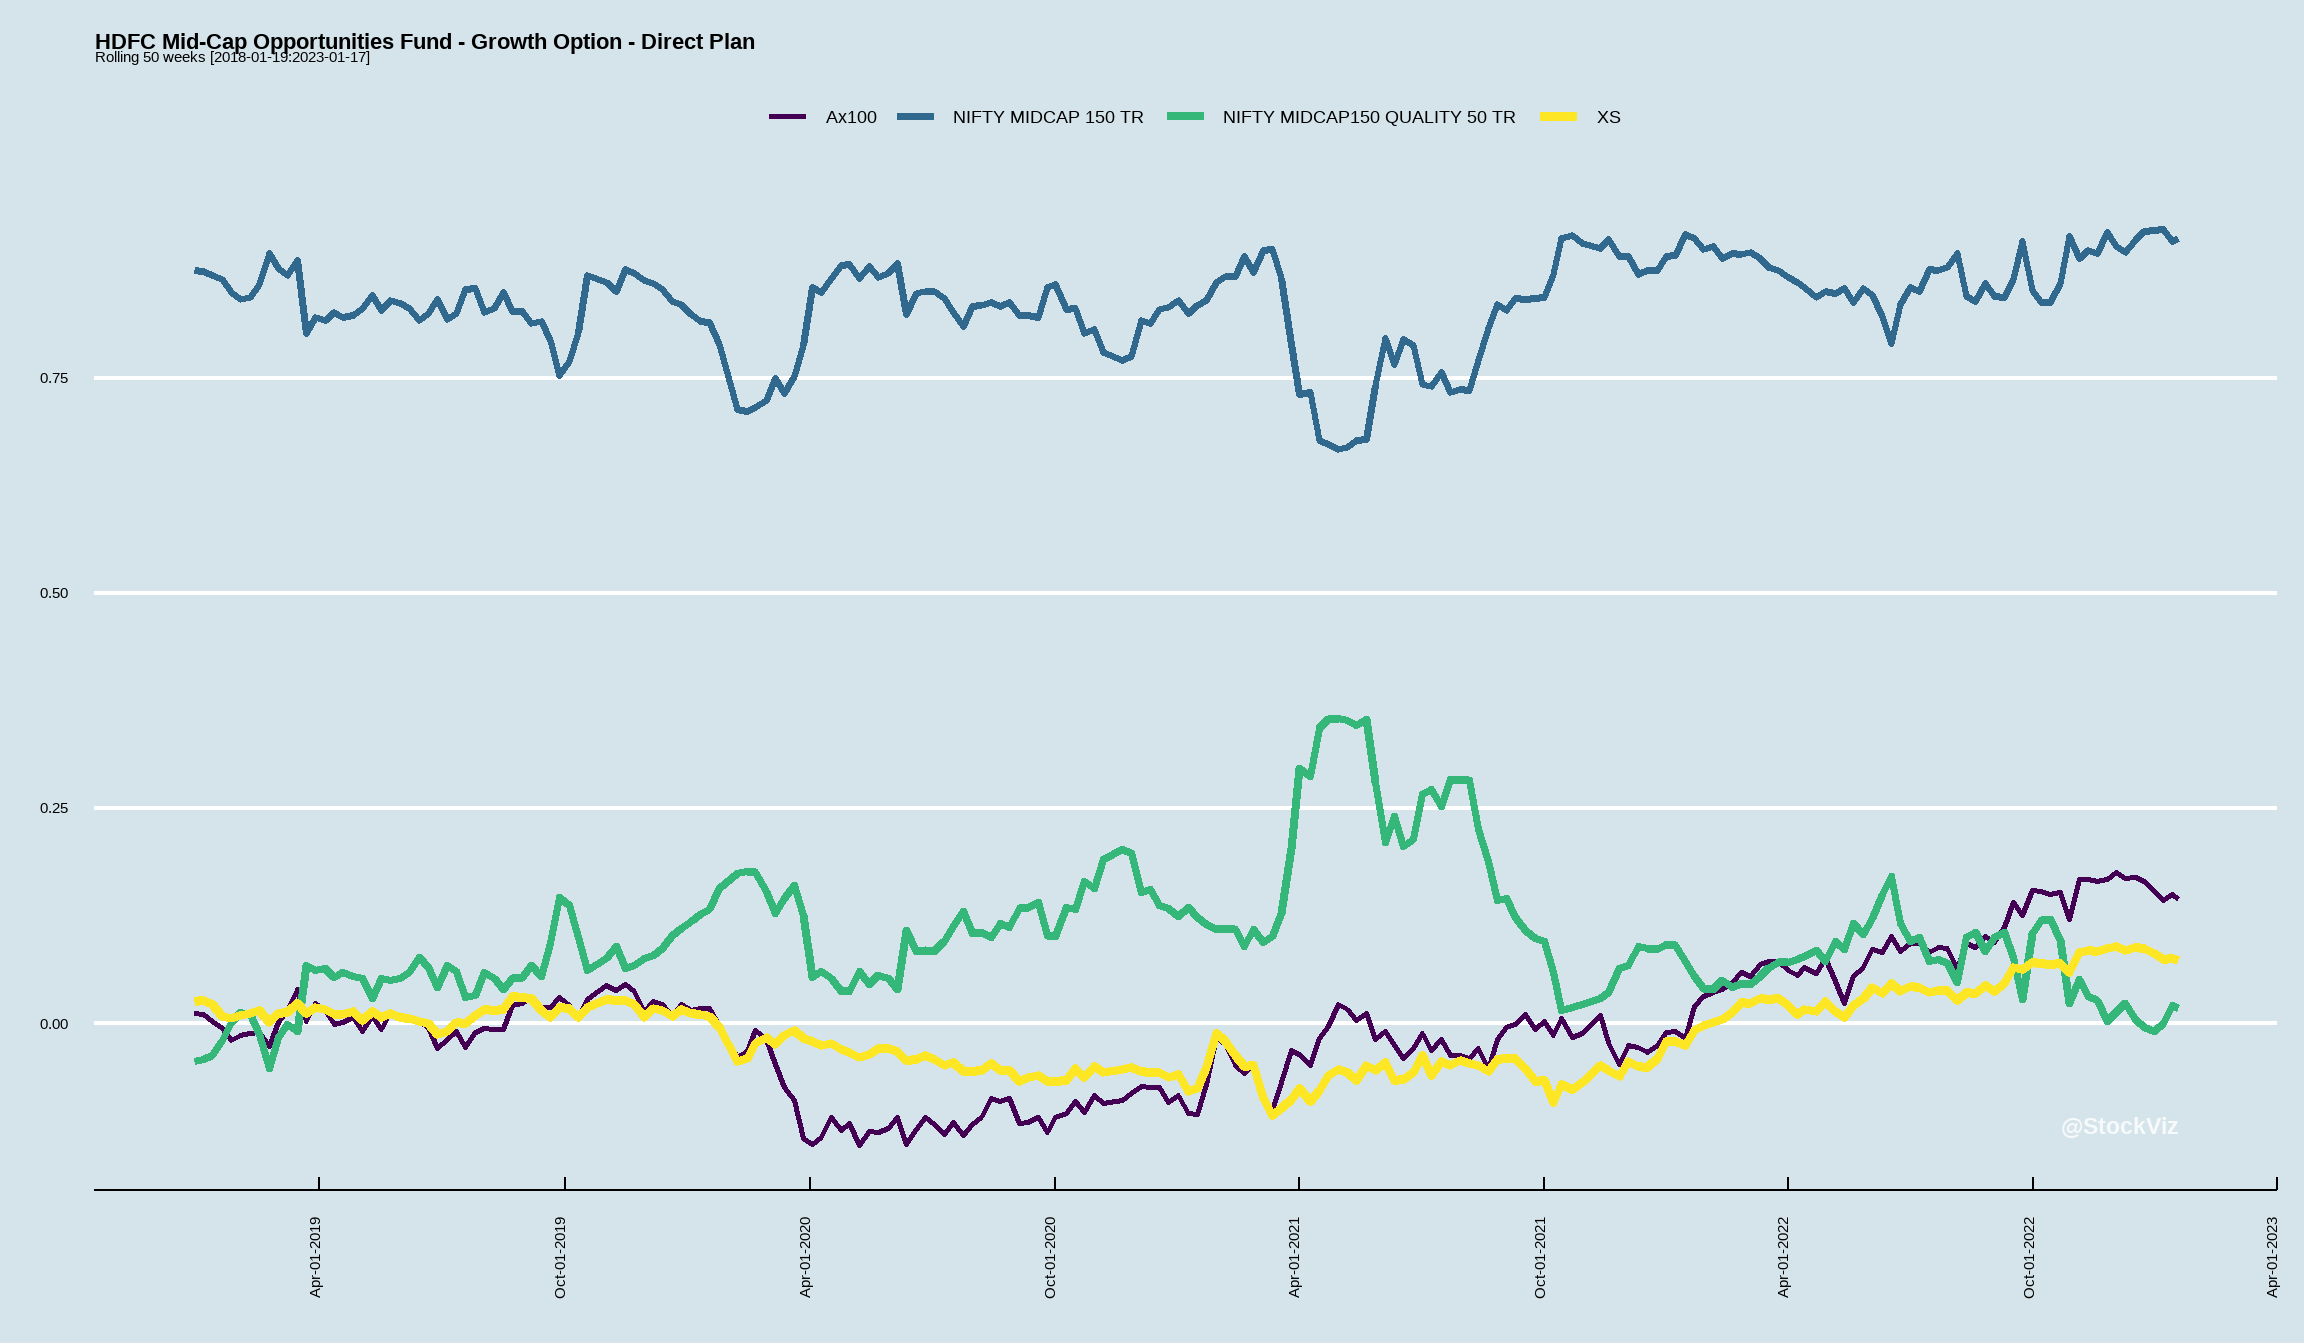 HDFC Mid-Cap Opportunities Fund - Growth Option - Direct Plan
Rolling 50 weeks [2018-01-19:2023-01-17]
Ax100 NIFTY MIDCAP 150 TR NIFTY MIDCAP150 QUALITY 50 TR XS
0.75
0.50
0.25
0.00
@StockViz
Apr-01-2019
Oct-01-2019
Apr-01-2020
Oct-01-2020
Apr-01-2021
Oct-01-2021
Apr-01-2022
Oct-01-2022
Apr-01-2023